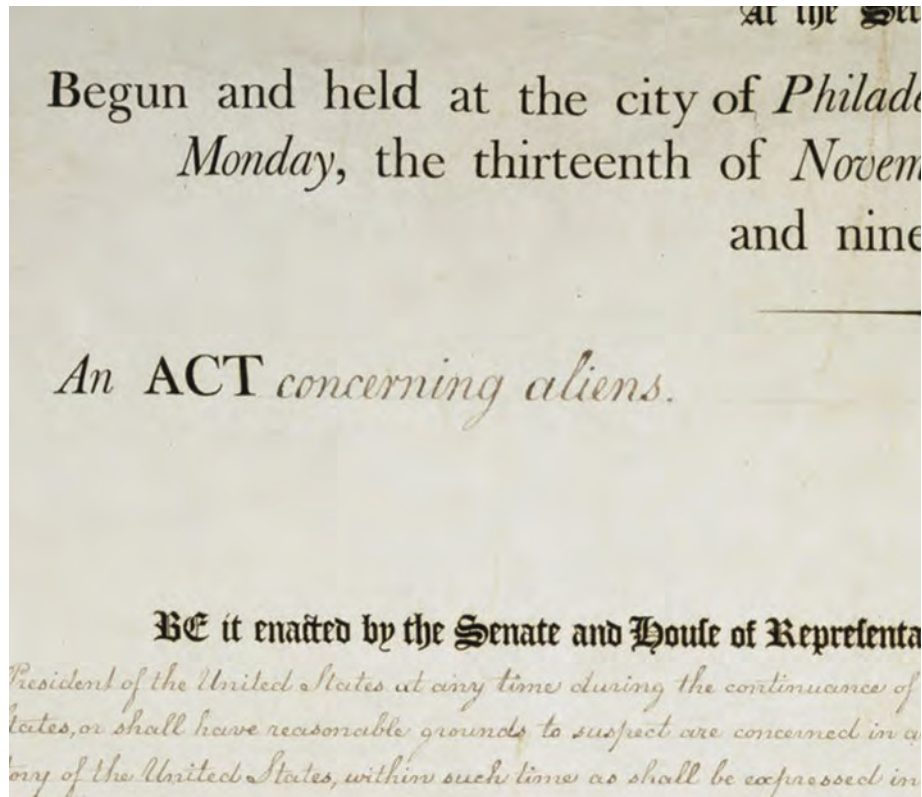 At the Se
Begun and held at the city of Philade
Monday, the thirteenth of Novem
and nine
An ACT concerning aliens.
BE it enacted by the Senate and Houſe of Repreſenta
President of the United States at any time during the continuance of
tates, or shall have reasonable grounds to suspect are concerned in a
ory of the United States, within such time as shall be expressed in